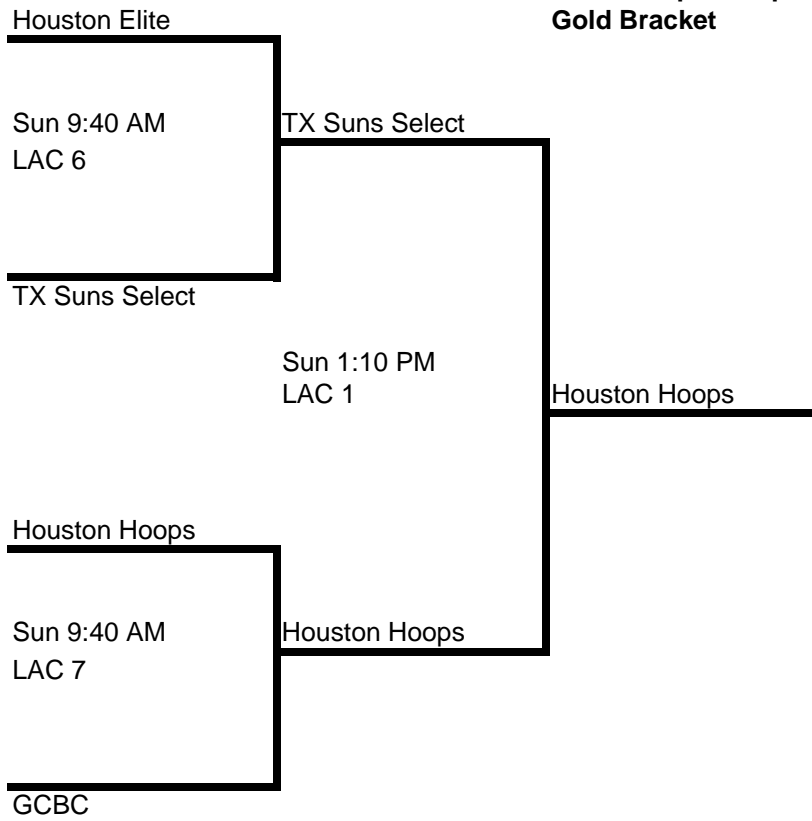 Houston Elite
Gold Bracket
Sun 9:40 AM
TX Suns Select
LAC 6
TX Suns Select
Sun 1:10 PM
LAC 1
Houston Hoops
Houston Hoops
Sun 9:40 AM
Houston Hoops
LAC 7
GCBC